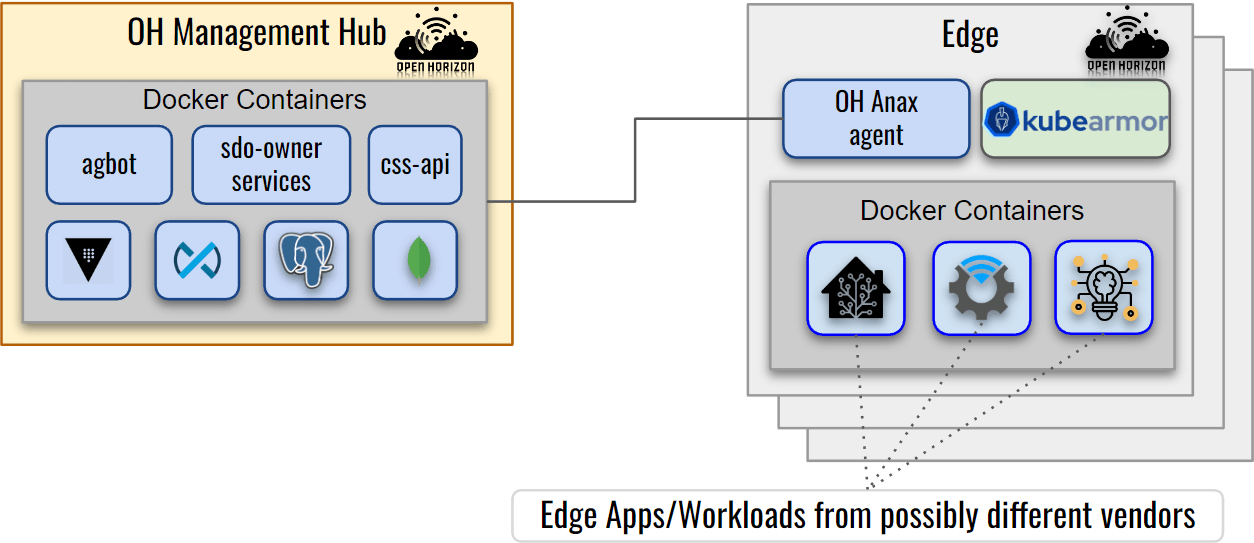 OH Management Hub
OPEN HORIZON
Docker Containers
agbot
sdo-owner
services
css-api
Edge
OPEN HORIZON
OH Anax
agent
kubearmor
Docker Containers
Edge Apps/Workloads from possibly different vendors